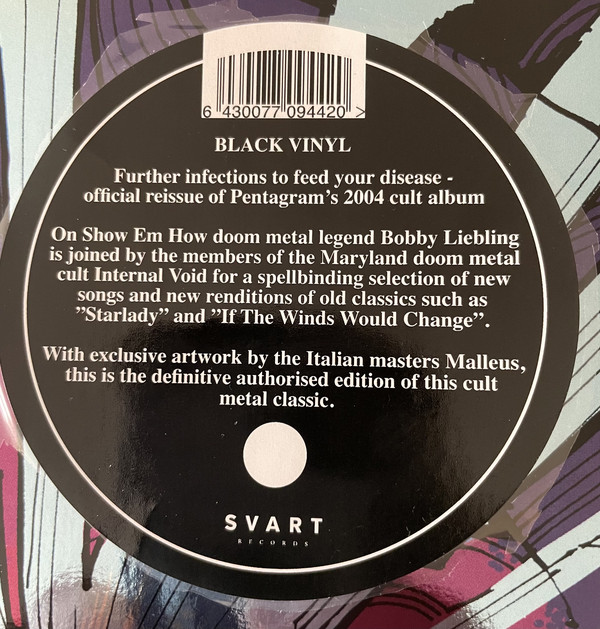 6 430077 094420 >
BLACK VINYL
Further infections to feed your disease -
official reissue of Pentagram's 2004 cult album
On Show Em How doom metal legend Bobby Liebling
is joined by the members of the Maryland doom metal
cult Internal Void for a spellbinding selection of new
songs and new renditions of old classics such as
”Starlady” and ”If The Winds Would Change”.
With exclusive artwork by the Italian masters Malleus,
this is the definitive authorised edition of this cult
metal classic.
SVART
RECORDS